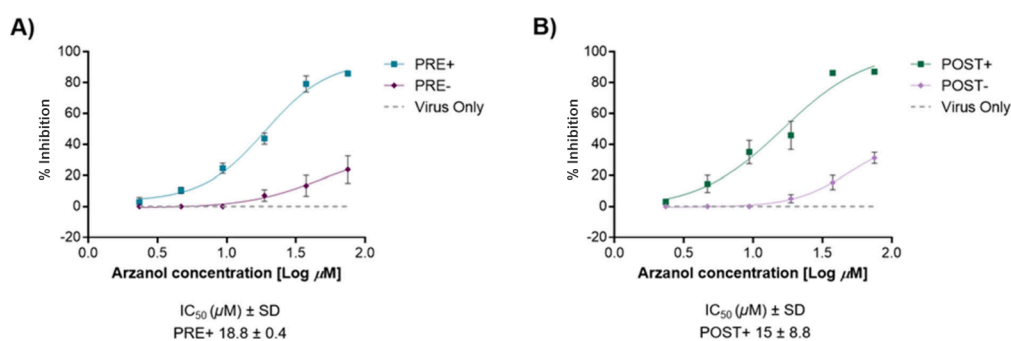 A)
100
80
60
40
20
0
-20
% Inhibition
0.0 0.5 1.0 1.5 2.0
Arzanol concentration [Log µM]
PRE+
PRE-
Virus Only
IC50 (µM) ± SD
PRE+ 18.8 ± 0.4
B)
100
80
60
40
20
0
-20
% Inhibition
0.0 0.5 1.0 1.5 2.0
Arzanol concentration [Log µM]
POST+
POST-
Virus Only
IC50 (µM) ± SD
POST+ 15 ± 8.8